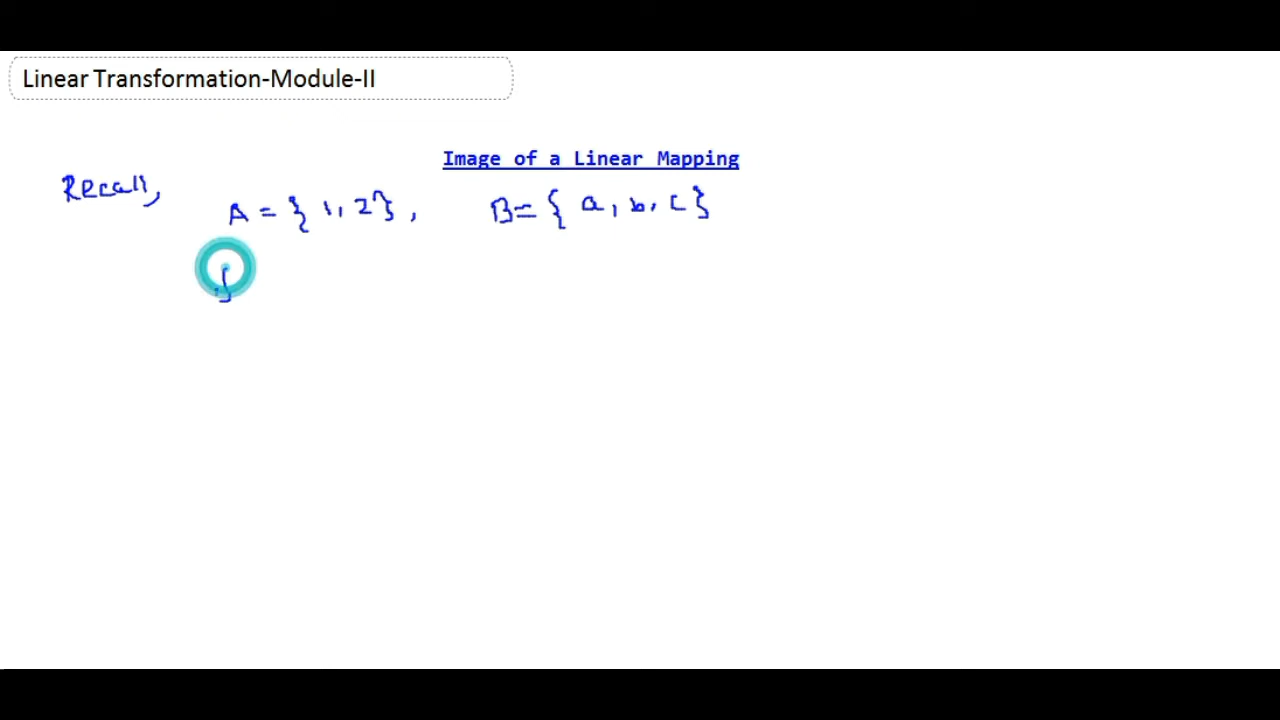 Linear Transformation-Module-II
Image of a Linear Mapping
Recall,
A = { 1, 2 }, B = { a, b, c }
f